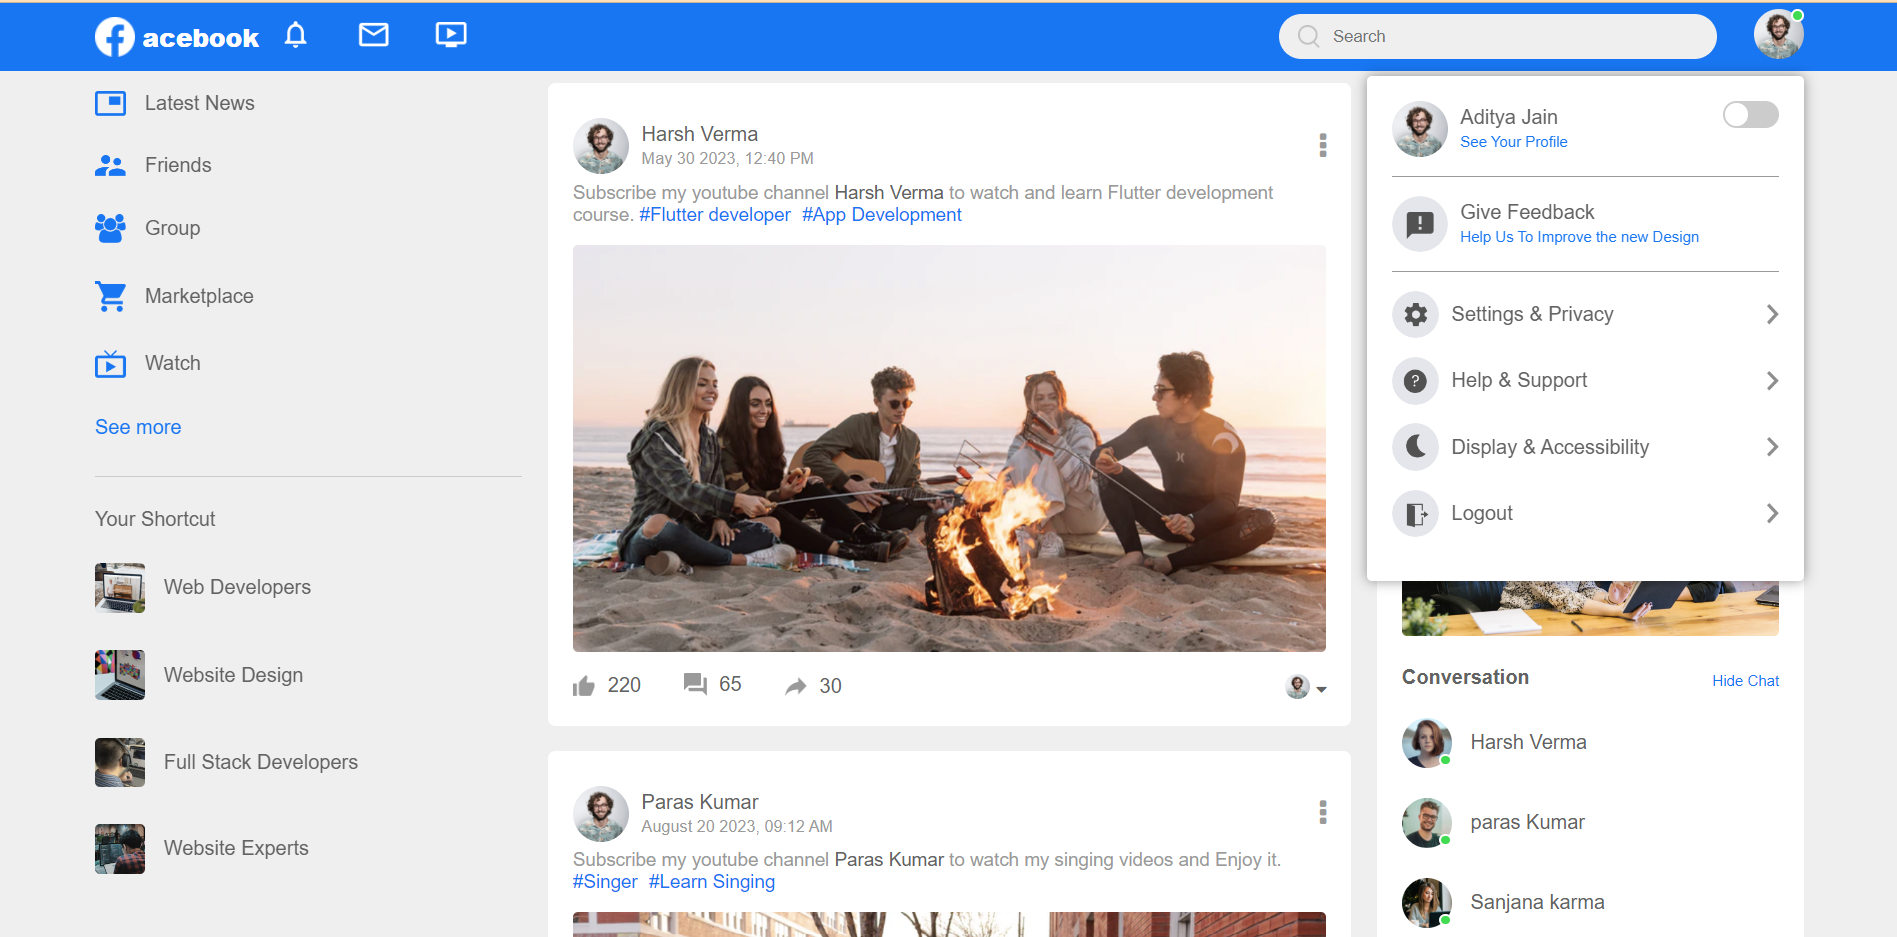 acebook
Search
Latest News
Friends
Group
Marketplace
Watch
See more
Your Shortcut
Web Developers
Website Design
Full Stack Developers
Website Experts
Harsh Verma
May 30 2023, 12:40 PM
Subscribe my youtube channel Harsh Verma to watch and learn Flutter development
course. #Flutter developer #App Development
220
65
30
Paras Kumar
August 20 2023, 09:12 AM
Subscribe my youtube channel Paras Kumar to watch my singing videos and Enjoy it.
#Singer #Learn Singing
Aditya Jain
See Your Profile
Give Feedback
Help Us To Improve the new Design
Settings & Privacy
Help & Support
Display & Accessibility
Logout
Conversation
Hide Chat
Harsh Verma
paras Kumar
Sanjana karma